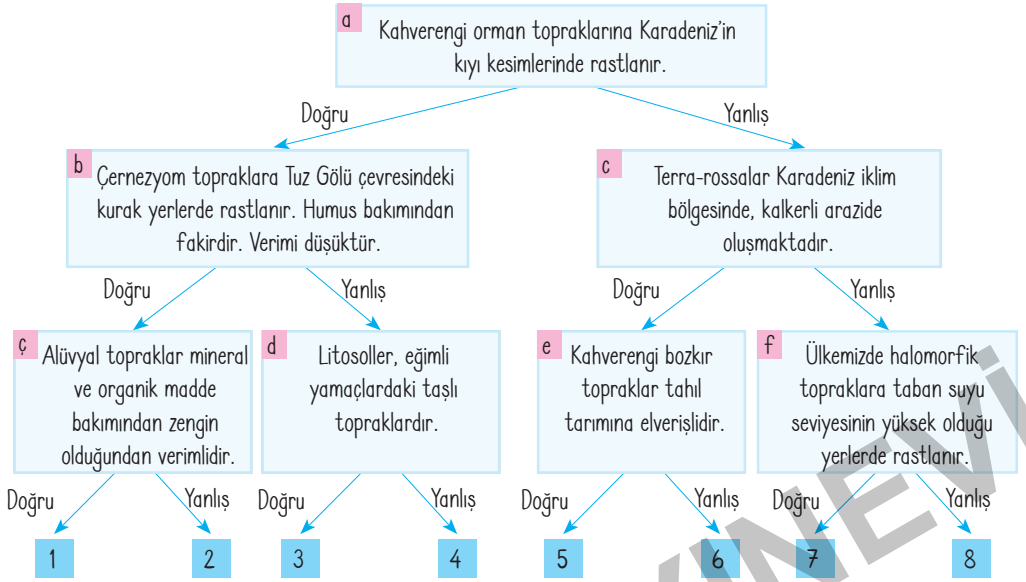 a
Kahverengi orman topraklarına Karadeniz'in
kıyı kesimlerinde rastlanır.
Doğru
Yanlış
b
Çernezyom topraklara Tuz Gölü çevresindeki
kurak yerlerde rastlanır. Humus bakımından
fakirdir. Verimi düşüktür.
c
Terra-rossalar Karadeniz iklim
bölgesinde, kalkerli arazide
oluşmaktadır.
Doğru
Yanlış
Doğru
Yanlış
ç
Alüvyal topraklar mineral
ve organik madde
bakımından zengin
olduğundan verimlidir.
d
Litosoller, eğimli
yamaçlardaki taşlı
topraklardır.
e
Kahverengi bozkır
topraklar tahıl
tarımına elverişlidir.
f
Ülkemizde halomorfik
topraklara taban suyu
seviyesinin yüksek olduğu
yerlerde rastlanır.
Doğru
Yanlış
Doğru
Yanlış
Doğru
Yanlış
Doğru
Yanlış
1
2
3
4
5
6
7
8